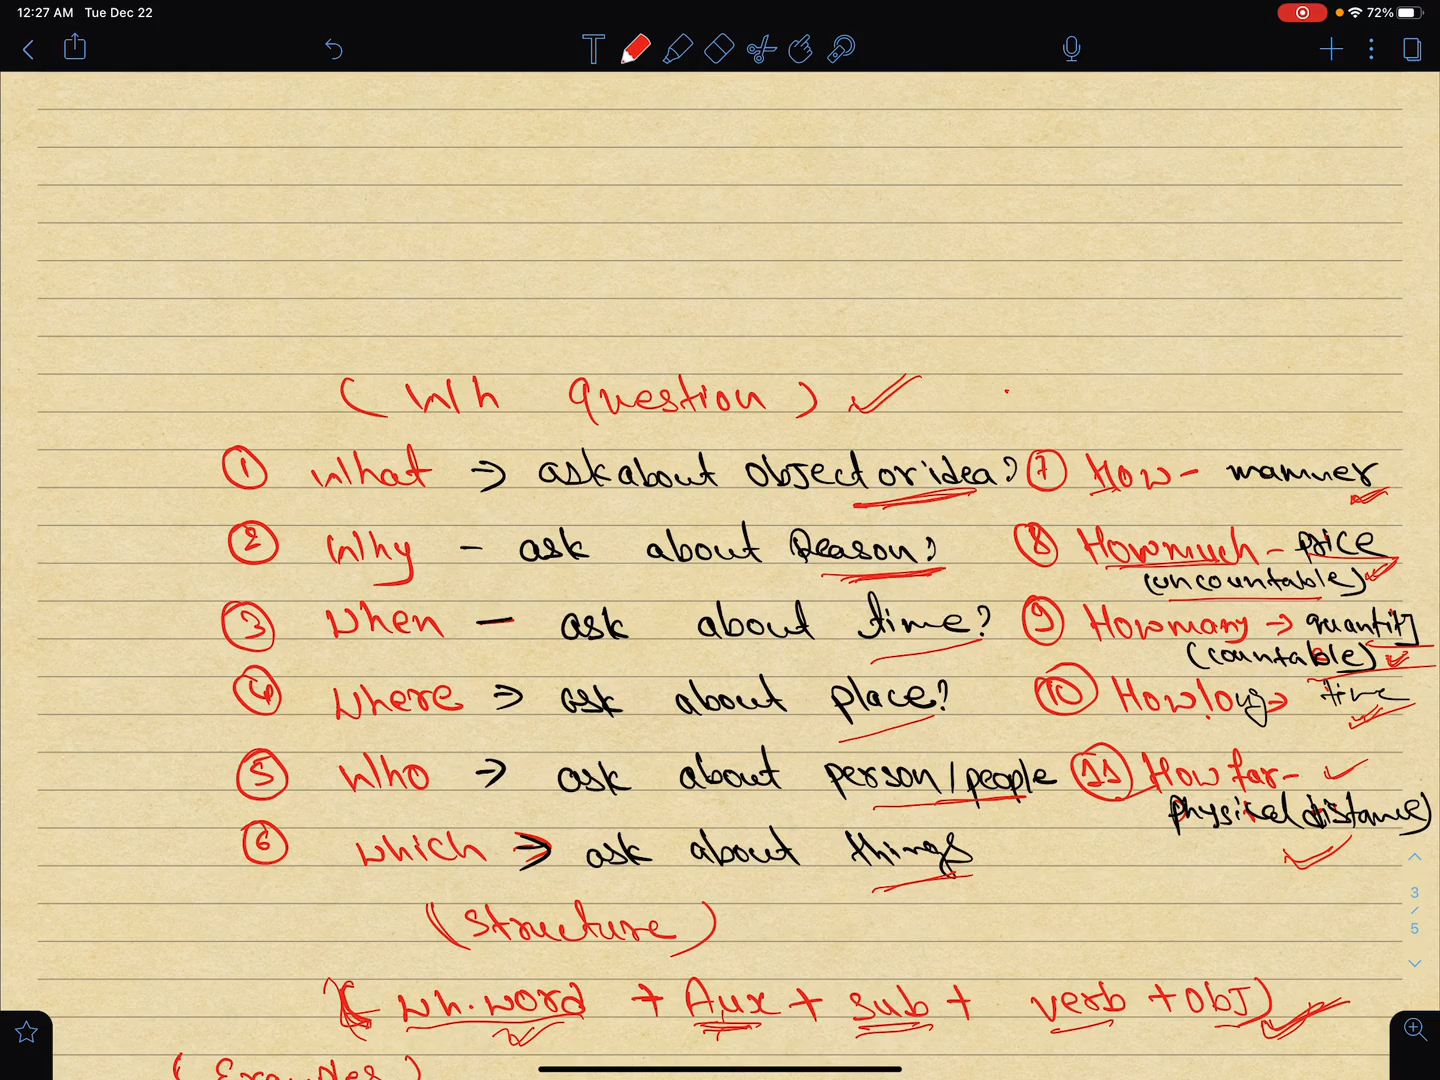 12:27 AM Tue Dec 22
72%
(Wh question)
① What → ask about object or idea? ⑦ How - manner
② Why - ask about Reason? ⑧ How much - price
(uncountable)
③ When - ask about time? ⑨ How many → quantity
(countable)
④ Where → ask about place? ⑩ How long → time
⑤ Who → ask about person/people ⑪ How far -
physical (distance)
⑥ which → ask about things
(structure)
(wh.word + Aux + sub + verb + obj)
(Examples)
3
/
5